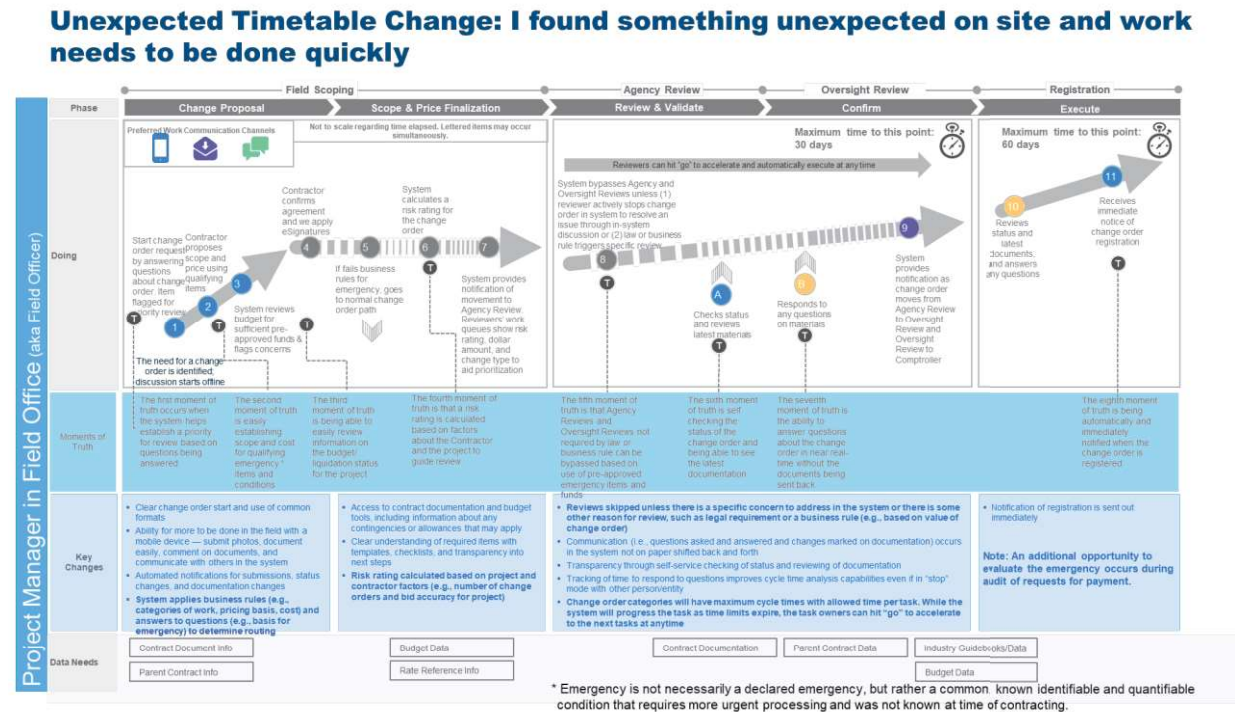 Unexpected Timetable Change: I found something unexpected on site and work
needs to be done quickly
Project Manager in Field Office (aka Field Officer)
Field Scoping
Agency Review
Oversight Review
Registration
Phase
Change Proposal
Scope & Price Finalization
Review & Validate
Confirm
Execute
Doing
Preferred Work Communication Channels
Not to scale regarding time elapsed. Lettered items may occur
simultaneously.
Maximum time to this point:
30 days
Maximum time to this point:
60 days
Reviewers can hit "go" to accelerate and automatically execute at anytime
Start change
order request
by answering
questions
about change
order. Item
flagged for
priority review
T
1
The need for a change
order is identified;
discussion starts offline
Contractor
proposes
scope and
price using
qualifying
items
2
T
3
System reviews
budget for
sufficient pre-
approved funds &
flags concerns
Contractor
confirms
agreement
and we apply
eSignatures
4
T
5
If fails business
rules for
emergency, goes
to normal change
order path
System
calculates a
risk rating for
the change
order
6
T
7
System provides
notification of
movement to
Agency Review.
Reviewers' work
queues show risk
rating, dollar
amount, and
change type to
aid prioritization
System bypasses Agency and
Oversight Reviews unless (1)
reviewer actively stops change
order in system to resolve an
issue through in-system
discussion or (2) law or business
rule triggers specific review
8
T
A
Checks status
and reviews
latest materials
T
B
Responds to
any questions
on materials
T
9
System
provides
notification as
change order
moves from
Agency Review
to Oversight
Review and
Oversight
Review to
Comptroller
10
Reviews
status and
latest
documents,
and answers
any questions
11
Receives
immediate
notice of
change order
registration
T
Moments of
Truth
The first moment of
truth occurs when
the system helps
establish a priority
for review based on
questions being
answered
The second
moment of truth
is easily
establishing
scope and cost
for qualifying
emergency *
items and
conditions
The third
moment of truth
is being able to
easily review
information on
the budget/
liquidation status
for the project
The fourth moment of
truth is that a risk
rating is calculated
based on factors
about the Contractor
and the project to
guide review
The fifth moment of
truth is that Agency
Reviews and
Oversight Reviews not
required by law or
business rule can be
bypassed based on
use of pre-approved
emergency items and
funds
The sixth moment
of truth is self
checking the
status of the
change order and
being able to see
the latest
documentation
The seventh
moment of truth is
the ability to
answer questions
about the change
order in near real-
time without the
documents being
sent back
The eighth moment
of truth is being
automatically and
immediately
notified when the
change order is
registered
Key
Changes
• Clear change order start and use of common
formats
• Ability for more to be done in the field with a
mobile device — submit photos, document
easily, comment on documents, and
communicate with others in the system
• Automated notifications for submissions, status
changes, and documentation changes
• System applies business rules (e.g.,
categories of work, pricing basis, cost) and
answers to questions (e.g., basis for
emergency) to determine routing
• Access to contract documentation and budget
tools, including information about any
contingencies or allowances that may apply
• Clear understanding of required items with
templates, checklists, and transparency into
next steps
• Risk rating calculated based on project and
contractor factors (e.g., number of change
orders and bid accuracy for project)
• Reviews skipped unless there is a specific concern to address in the system or there is some
other reason for review, such as legal requirement or a business rule (e.g., based on value of
change order)
• Communication (i.e., questions asked and answered and changes marked on documentation) occurs
in the system not on paper shifted back and forth
• Transparency through self-service checking of status and reviewing of documentation
• Tracking of time to respond to questions improves cycle time analysis capabilities even if in "stop"
mode with other person/entity
• Change order categories will have maximum cycle times with allowed time per task. While the
system will progress the task as time limits expire, the task owners can hit "go" to accelerate
to the next tasks at anytime
• Notification of registration is sent out
immediately
Note: An additional opportunity to
evaluate the emergency occurs during
audit of requests for payment.
Data Needs
Contract Document Info
Parent Contract Info
Budget Data
Rate Reference Info
Contract Documentation
Parent Contract Data
Industry Guidebooks/Data
Budget Data
* Emergency is not necessarily a declared emergency, but rather a common, known identifiable and quantifiable
condition that requires more urgent processing and was not known at time of contracting.